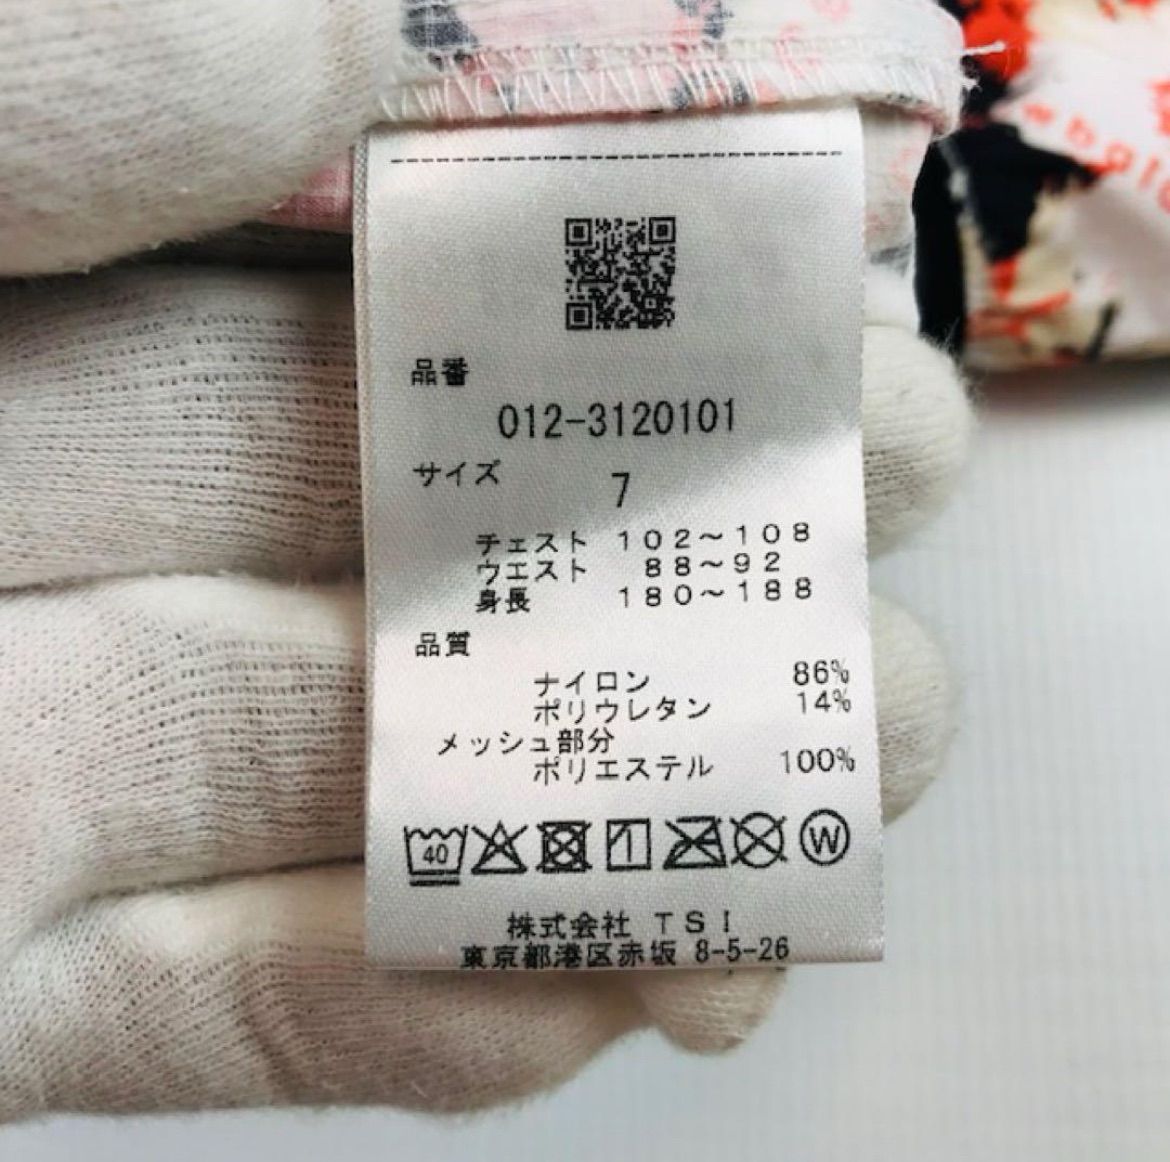 品番
012-3120101
サイズ 7
チェスト 102～108
ウエスト 88～92
身長 180～188
品質
ナイロン 86%
ポリウレタン 14%
メッシュ部分
ポリエステル 100%
40
W
株式会社 TSI
東京都港区赤坂 8-5-26